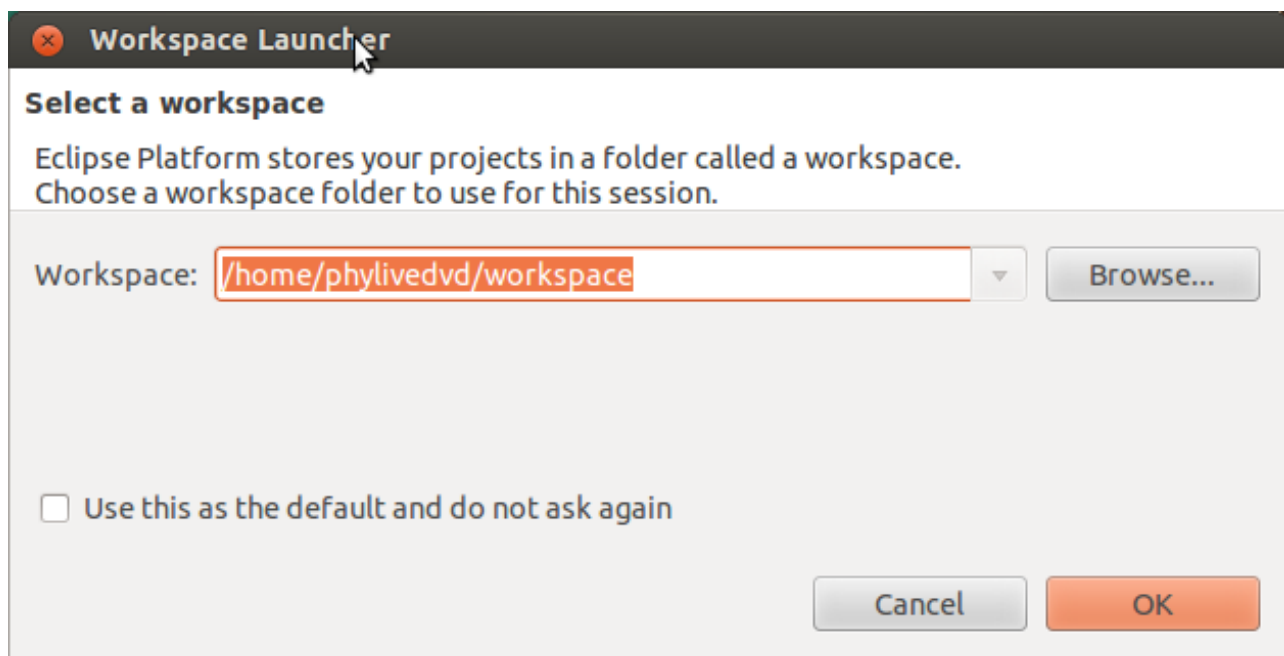 Workspace Launcher
Select a workspace
Eclipse Platform stores your projects in a folder called a workspace.
Choose a workspace folder to use for this session.
Workspace: /home/phylivedvd/workspace Browse...
Use this as the default and do not ask again
Cancel OK